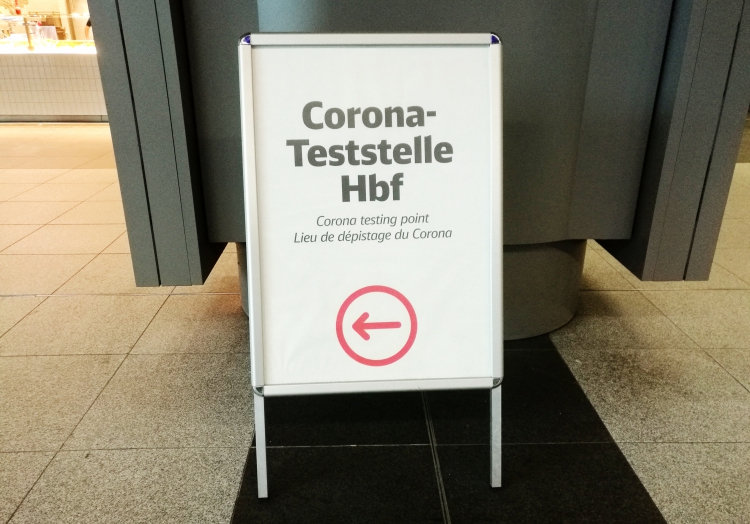 Corona-
Teststelle
Hbf
Corona testing point
Lieu de dépistage du Corona